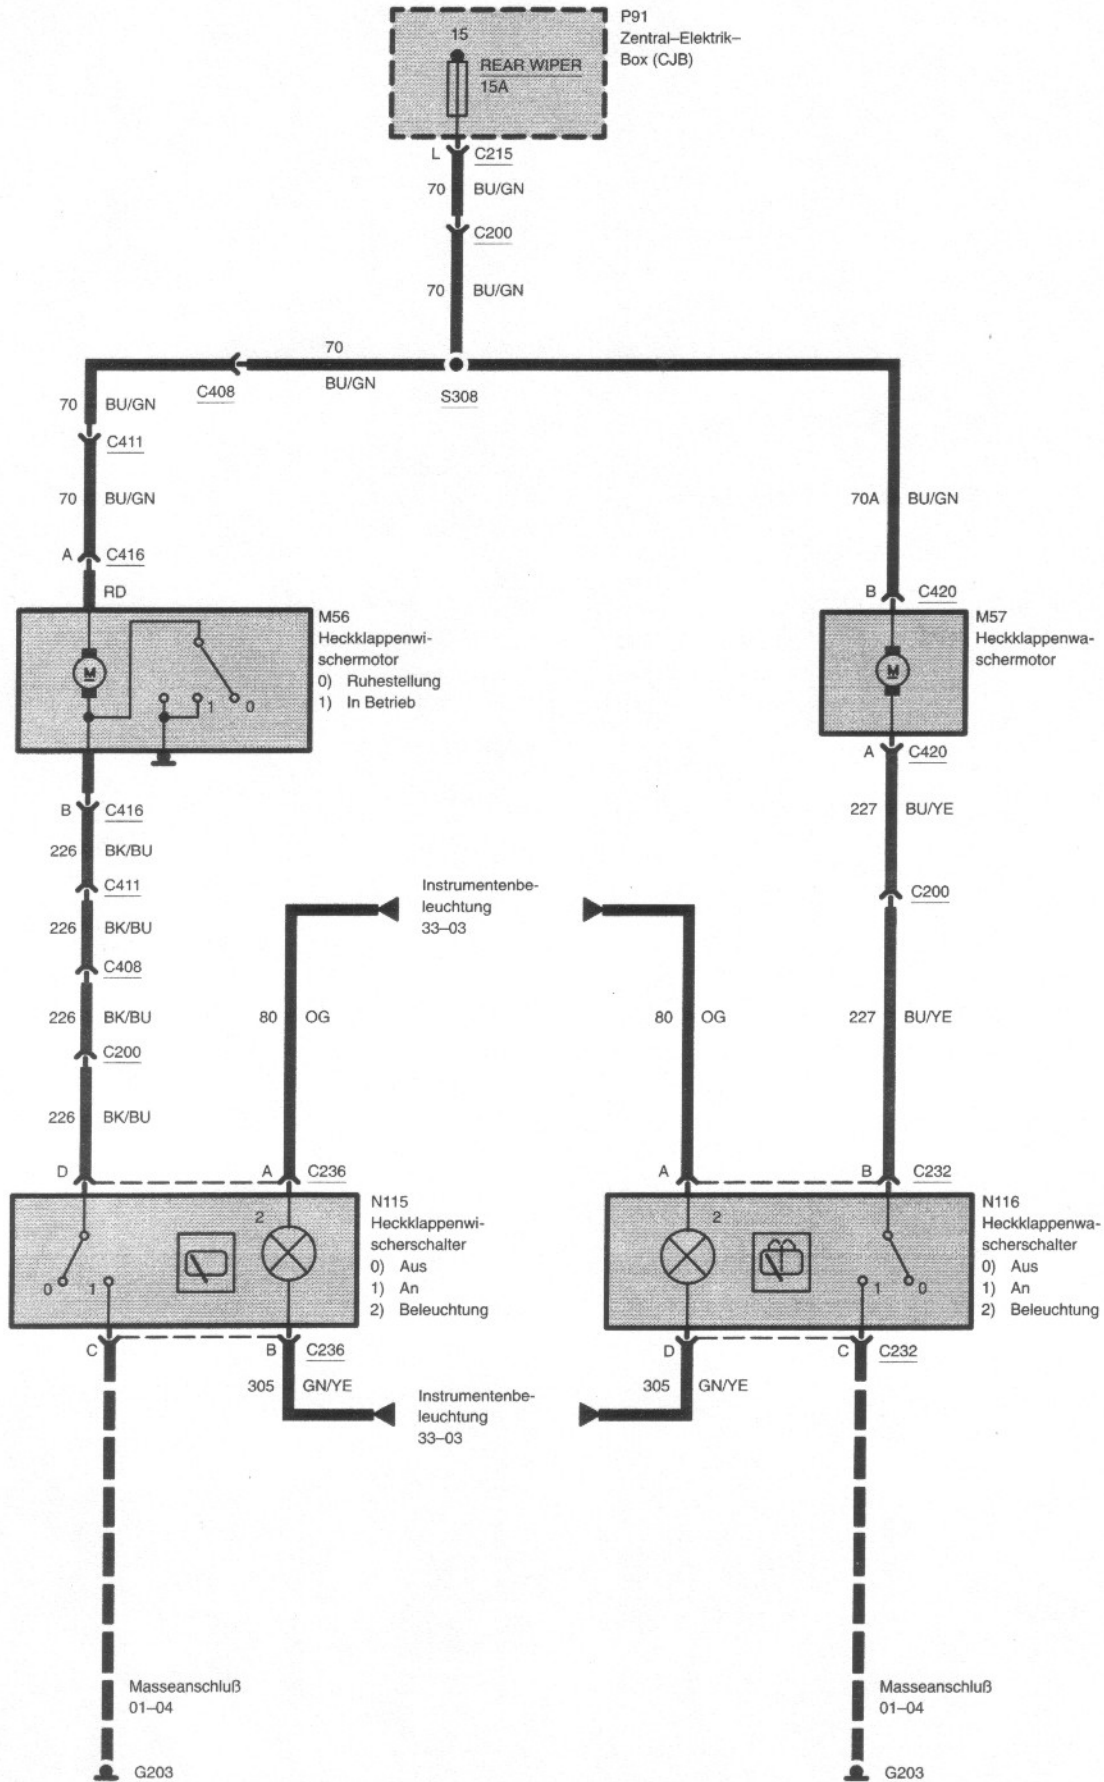 P91
Zentral–Elektrik–
Box (CJB)
15
REAR WIPER
15A
L C215
70 BU/GN
C200
70 BU/GN
70
BU/GN
C408
S308
70 BU/GN
C411
70 BU/GN
A C416
RD
70A BU/GN
B C420
M56
Heckklappenwi-
schermotor
0) Ruhestellung
1) In Betrieb
M
1 0
M57
Heckklappenwa-
schermotor
M
A C420
B C416
227 BU/YE
226 BK/BU
C411
C200
226 BK/BU
C408
Instrumentenbe-
leuchtung
33–03
226 BK/BU
80 OG
80 OG
227 BU/YE
C200
226 BK/BU
D A C236
A B C232
N115
Heckklappenwi-
scherschalter
0) Aus
1) An
2) Beleuchtung
2
0 1
N116
Heckklappenwa-
scherschalter
0) Aus
1) An
2) Beleuchtung
2
1 0
C B C236
D C C232
305 GN/YE
305 GN/YE
Instrumentenbe-
leuchtung
33–03
Masseanschluß
01–04
Masseanschluß
01–04
G203
G203